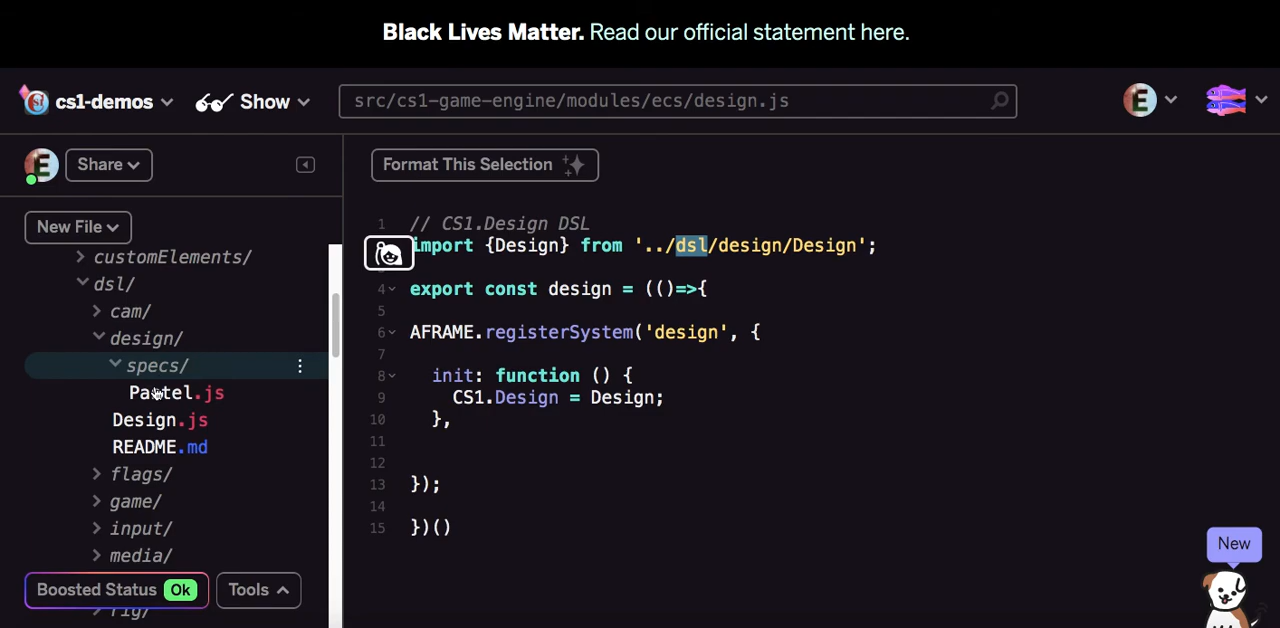 Black Lives Matter. Read our official statement here.
cs1-demos
Show
src/cs1-game-engine/modules/ecs/design.js
E
E
Share
Format This Selection
New File
customElements/
dsl/
cam/
design/
specs/
Pastel.js
Design.js
README.md
flags/
game/
input/
media/
rig/
Boosted Status Ok
Tools
1 // CS1.Design DSL
import {Design} from '../dsl/design/Design';
4 export const design = (()=>{
5
6 AFRAME.registerSystem('design', {
7
8 init: function () {
9 CS1.Design = Design;
10 },
11
12
13 });
14
15 })()
New